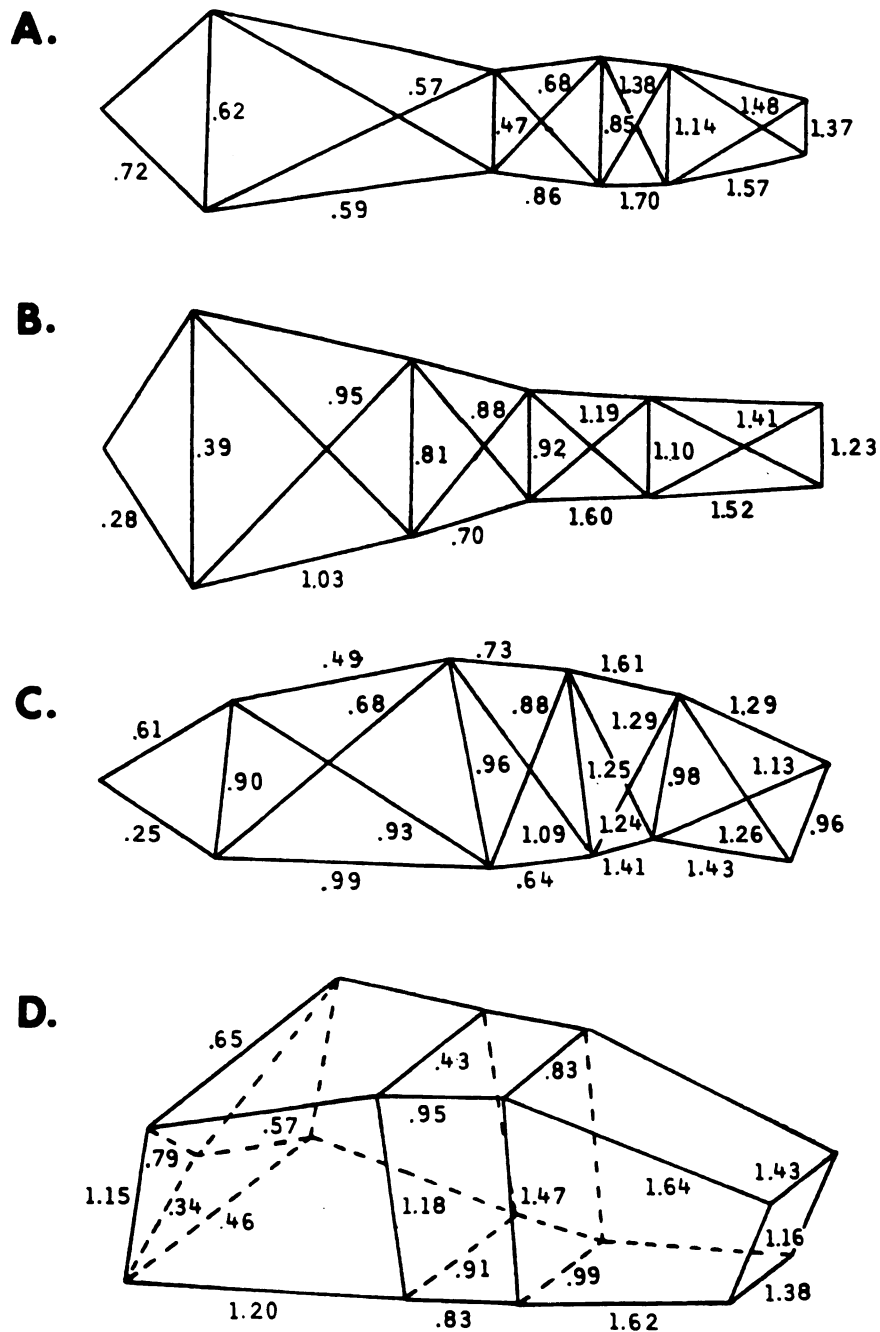 A.
.57 .68 1.38 1.48
.62 .47 .85 1.14 1.37
.72 .59 .86 1.70 1.57
B.
.95 .88 1.19 1.41
.39 .81 .92 1.10 1.23
.28 1.03 .70 1.60 1.52
C.
.49 .73 1.61
.61 .68 .88 1.29 1.29
.90 .96 1.25 .98 1.13
.25 .93 1.09 1.24 1.26 .96
.99 .64 1.41 1.43
D.
.65 .43 .83
.57 .95
.79 1.43
1.15 .34 .46 1.18 1.47 1.64
1.16
.91 .99 1.38
1.20 .83 1.62